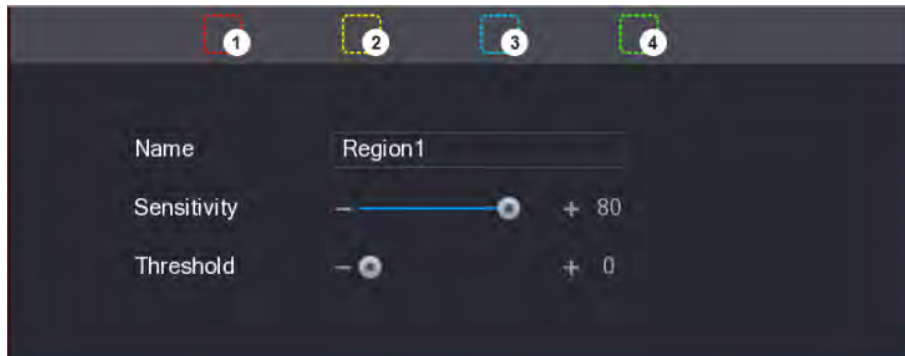 1 2 3 4
Name Region1
Sensitivity − + 80
Threshold − + 0